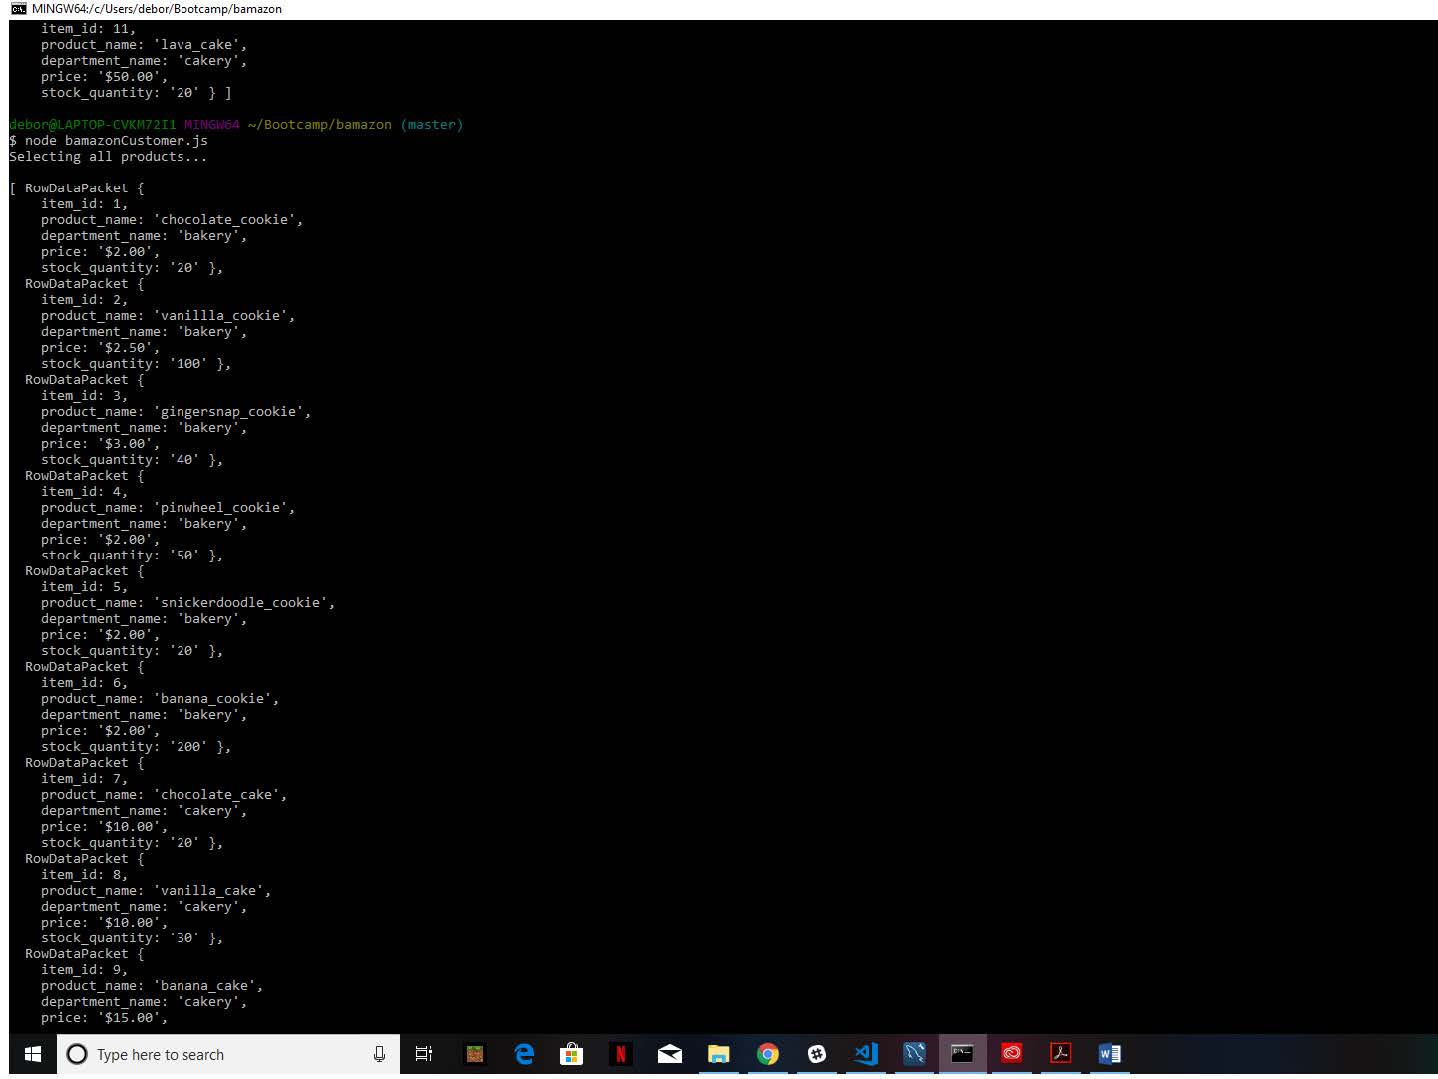 MINGW64:/c/Users/debor/Bootcamp/bamazon
    item_id: 11,
    product_name: 'lava_cake',
    department_name: 'cakery',
    price: '$50.00',
    stock_quantity: '20' } ]

debor@LAPTOP-CVKM72I1 MINGW64 ~/Bootcamp/bamazon (master)
$ node bamazonCustomer.js
Selecting all products...

[ RowDataPacket {
    item_id: 1,
    product_name: 'chocolate_cookie',
    department_name: 'bakery',
    price: '$2.00',
    stock_quantity: '20' },
  RowDataPacket {
    item_id: 2,
    product_name: 'vanillla_cookie',
    department_name: 'bakery',
    price: '$2.50',
    stock_quantity: '100' },
  RowDataPacket {
    item_id: 3,
    product_name: 'gingersnap_cookie',
    department_name: 'bakery',
    price: '$3.00',
    stock_quantity: '40' },
  RowDataPacket {
    item_id: 4,
    product_name: 'pinwheel_cookie',
    department_name: 'bakery',
    price: '$2.00',
    stock_quantity: '50' },
  RowDataPacket {
    item_id: 5,
    product_name: 'snickerdoodle_cookie',
    department_name: 'bakery',
    price: '$2.00',
    stock_quantity: '20' },
  RowDataPacket {
    item_id: 6,
    product_name: 'banana_cookie',
    department_name: 'bakery',
    price: '$2.00',
    stock_quantity: '200' },
  RowDataPacket {
    item_id: 7,
    product_name: 'chocolate_cake',
    department_name: 'cakery',
    price: '$10.00',
    stock_quantity: '20' },
  RowDataPacket {
    item_id: 8,
    product_name: 'vanilla_cake',
    department_name: 'cakery',
    price: '$10.00',
    stock_quantity: '30' },
  RowDataPacket {
    item_id: 9,
    product_name: 'banana_cake',
    department_name: 'cakery',
    price: '$15.00',
Type here to search